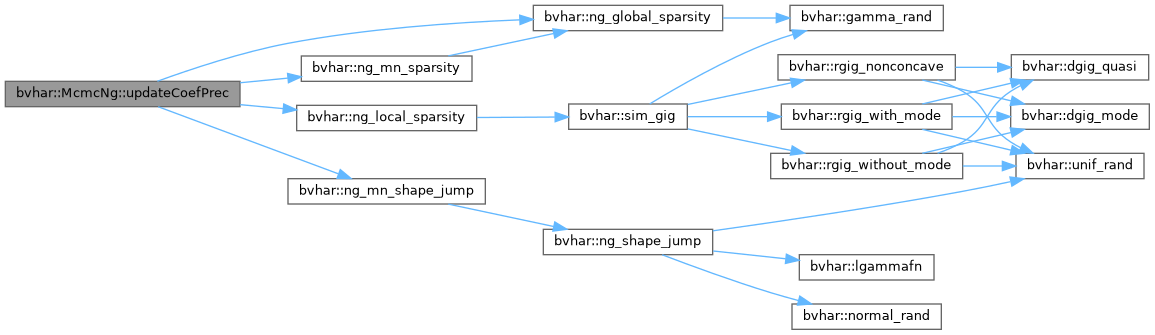 bvhar::McmcNg::updateCoefPrec
bvhar::ng_global_sparsity
bvhar::gamma_rand
bvhar::ng_mn_sparsity
bvhar::ng_local_sparsity
bvhar::sim_gig
bvhar::rgig_nonconcave
bvhar::dgig_quasi
bvhar::rgig_with_mode
bvhar::dgig_mode
bvhar::rgig_without_mode
bvhar::unif_rand
bvhar::ng_mn_shape_jump
bvhar::ng_shape_jump
bvhar::lgammafn
bvhar::normal_rand